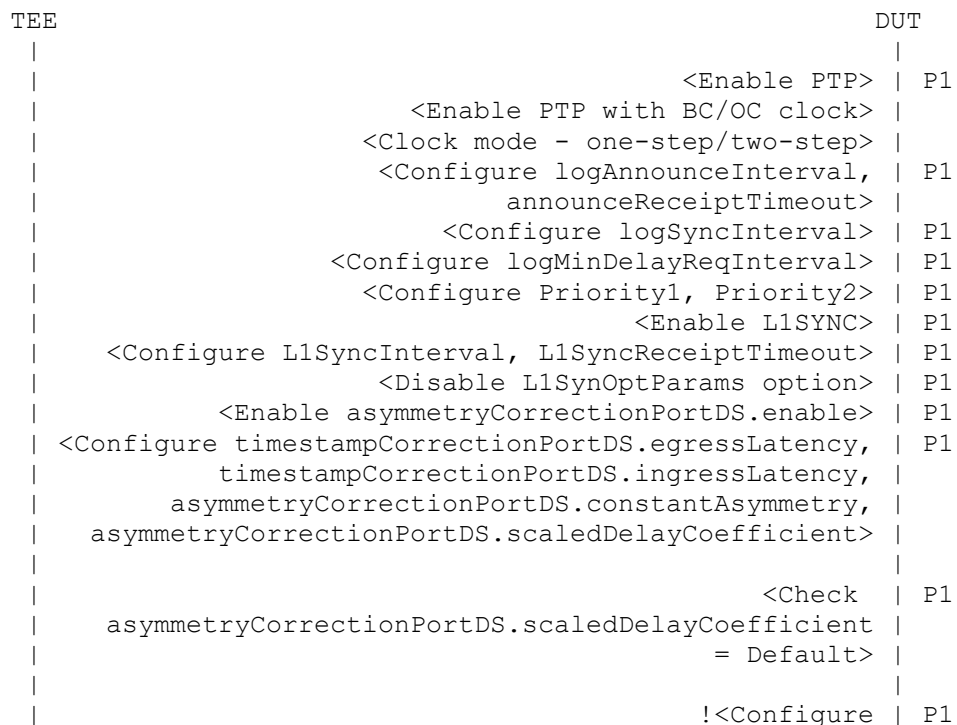 TEE DUT
| |
| <Enable PTP> | P1
| <Enable PTP with BC/OC clock> |
| <Clock mode - one-step/two-step> |
| <Configure logAnnounceInterval, | P1
| announceReceiptTimeout> |
| <Configure logSyncInterval> | P1
| <Configure logMinDelayReqInterval> | P1
| <Configure Priority1, Priority2> | P1
| <Enable L1SYNC> | P1
| <Configure L1SyncInterval, L1SyncReceiptTimeout> | P1
| <Disable L1SynOptParams option> | P1
| <Enable asymmetryCorrectionPortDS.enable> | P1
| <Configure timestampCorrectionPortDS.egressLatency, | P1
| timestampCorrectionPortDS.ingressLatency, |
| asymmetryCorrectionPortDS.constantAsymmetry, |
| asymmetryCorrectionPortDS.scaledDelayCoefficient> |
| |
| <Check | P1
| asymmetryCorrectionPortDS.scaledDelayCoefficient |
| = Default> |
| |
| !<Configure | P1